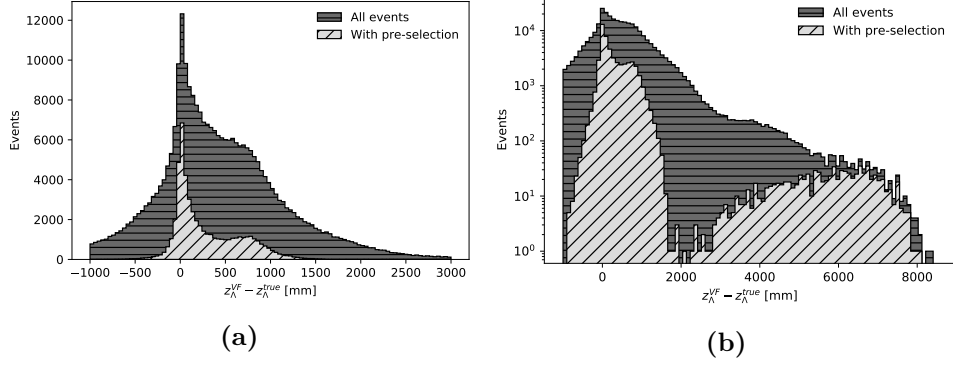 All events
With pre-selection
Events
12000
10000
8000
6000
4000
2000
0
−1000 −500 0 500 1000 1500 2000 2500 3000
z_Λ^{VF} − z_Λ^{true} [mm]
(a)
All events
With pre-selection
Events
10^4
10^3
10^2
10^1
10^0
0 2000 4000 6000 8000
z_Λ^{VF} − z_Λ^{true} [mm]
(b)